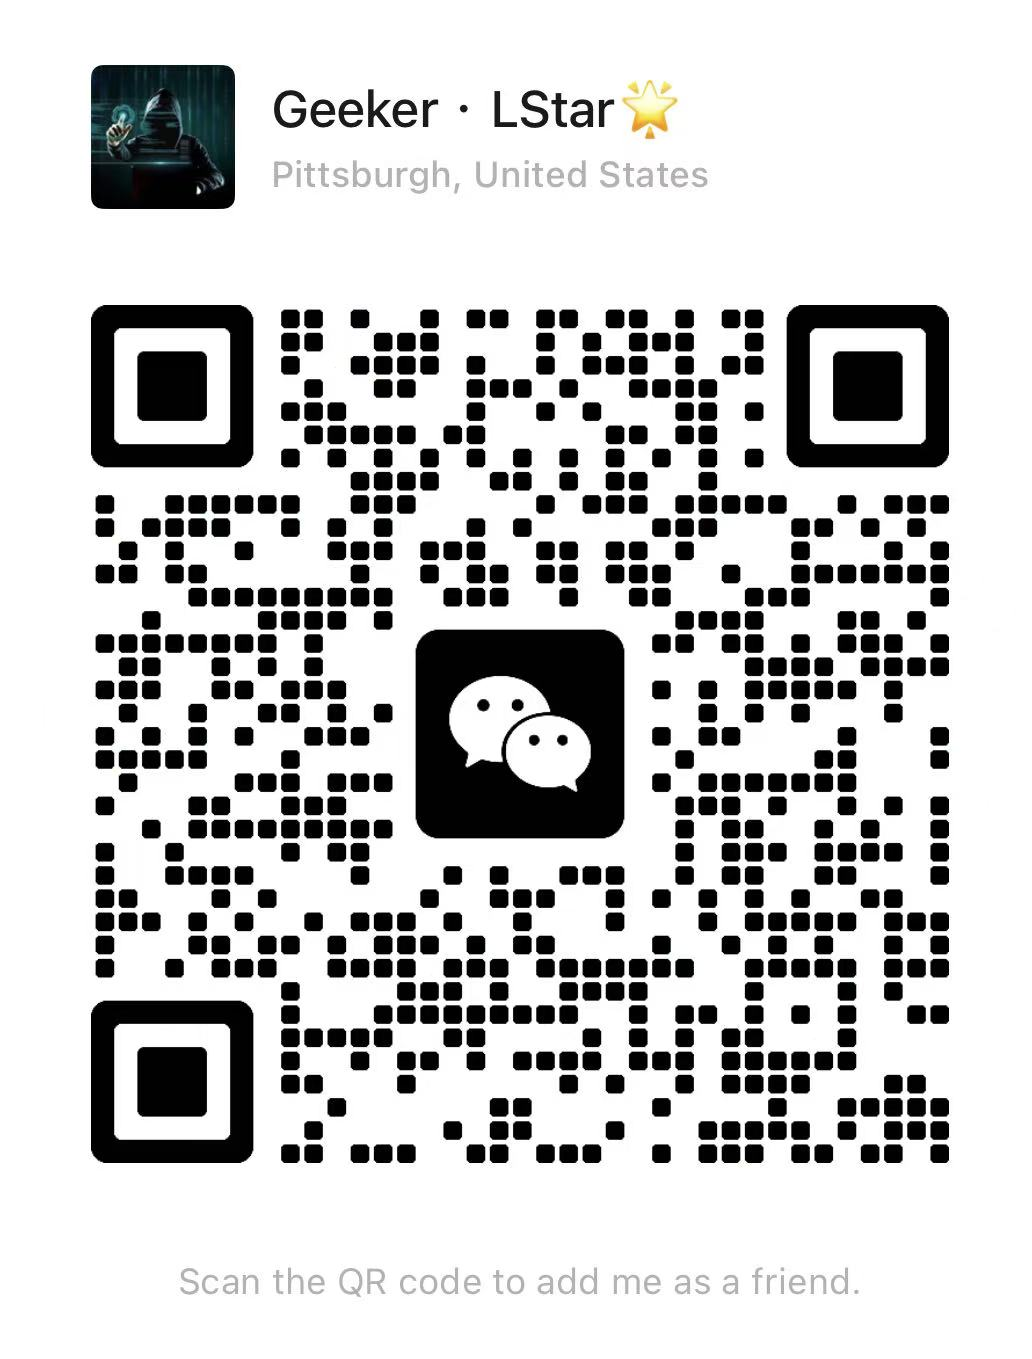 Geeker · LStar🌟
Pittsburgh, United States
Scan the QR code to add me as a friend.